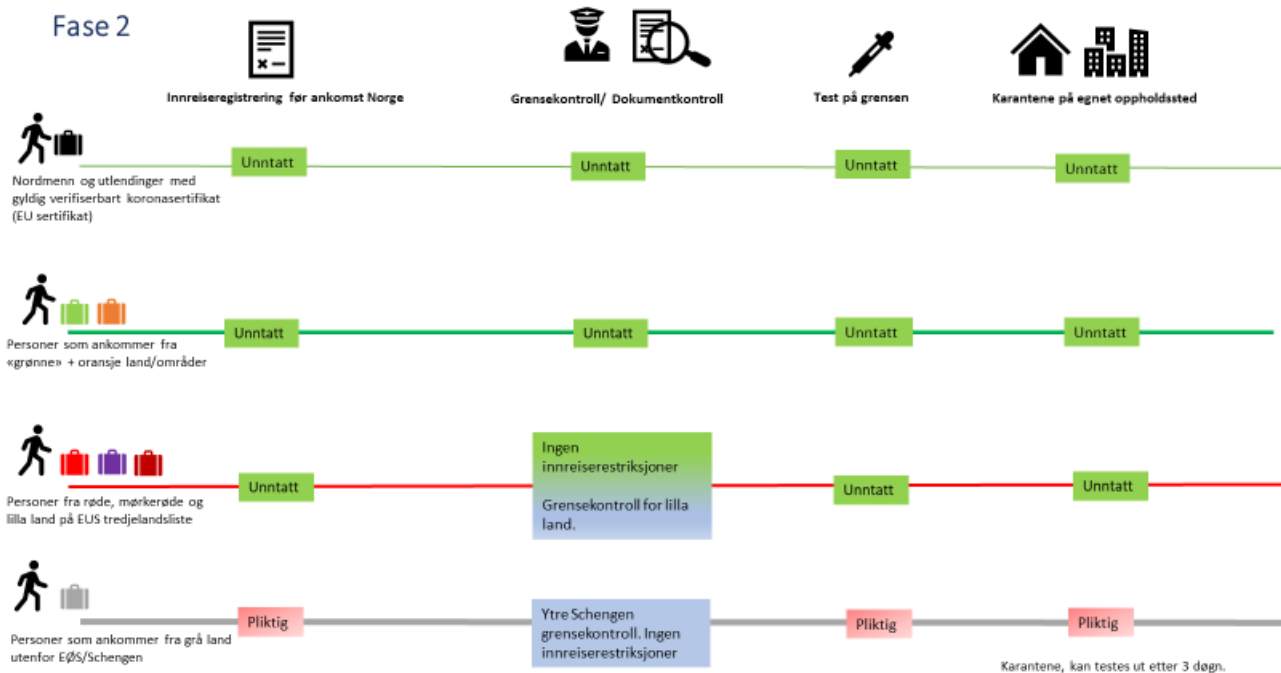 Fase 2
Innreiseregistrering før ankomst Norge
Grensekontroll/ Dokumentkontroll
Test på grensen
Karantene på egnet oppholdssted
Unntatt
Unntatt
Unntatt
Unntatt
Nordmenn og utlendinger med
gyldig verifiserbart koronasertifikat
(EU sertifikat)
Unntatt
Unntatt
Unntatt
Unntatt
Personer som ankommer fra
«grønne» + oransje land/områder
Ingen
innreiserestriksjoner
Grensekontroll for lilla
land.
Unntatt
Unntatt
Unntatt
Personer fra røde, mørkerøde og
lilla land på EUS tredjelandsliste
Pliktig
Ytre Schengen
grensekontroll. Ingen
innreiserestriksjoner
Pliktig
Pliktig
Personer som ankommer fra grå land
utenfor EØS/Schengen
Karantene, kan testes ut etter 3 døgn.